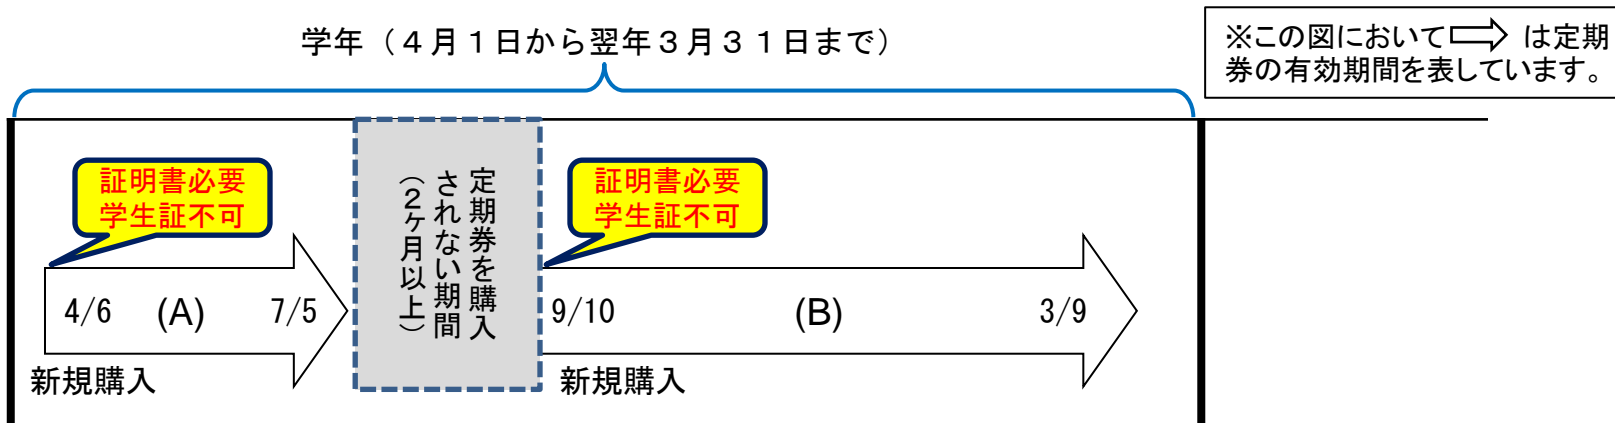 学年（４月１日から翌年３月３１日まで）
※この図において⇨は定期
券の有効期間を表しています。
証明書必要
学生証不可
定期券を購入
されない期間
（２ケ月以上）
証明書必要
学生証不可
4/6 (A) 7/5
9/10 (B) 3/9
新規購入
新規購入